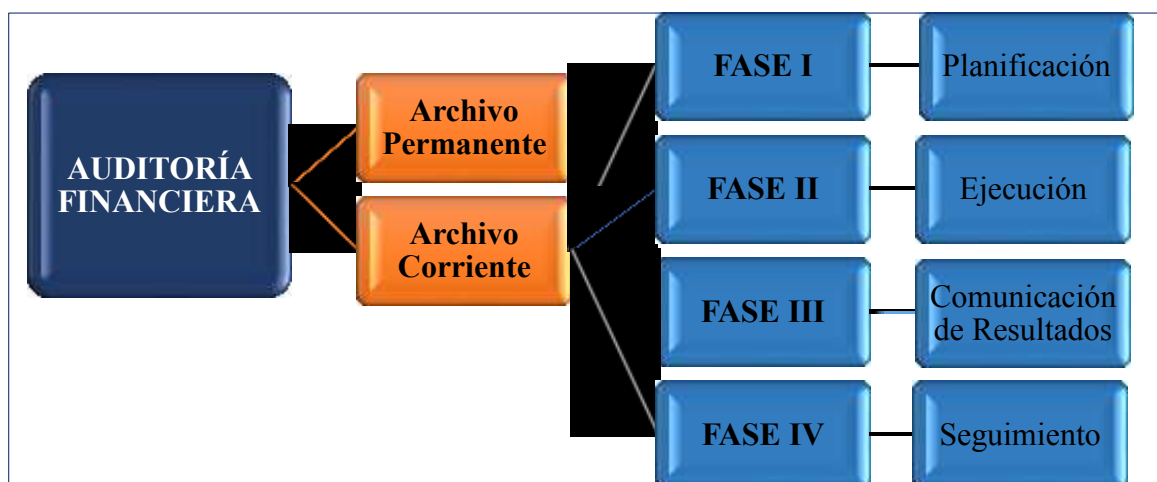 AUDITORÍA
FINANCIERA
Archivo
Permanente
Archivo
Corriente
FASE I
Planificación
FASE II
Ejecución
FASE III
Comunicación
de Resultados
FASE IV
Seguimiento